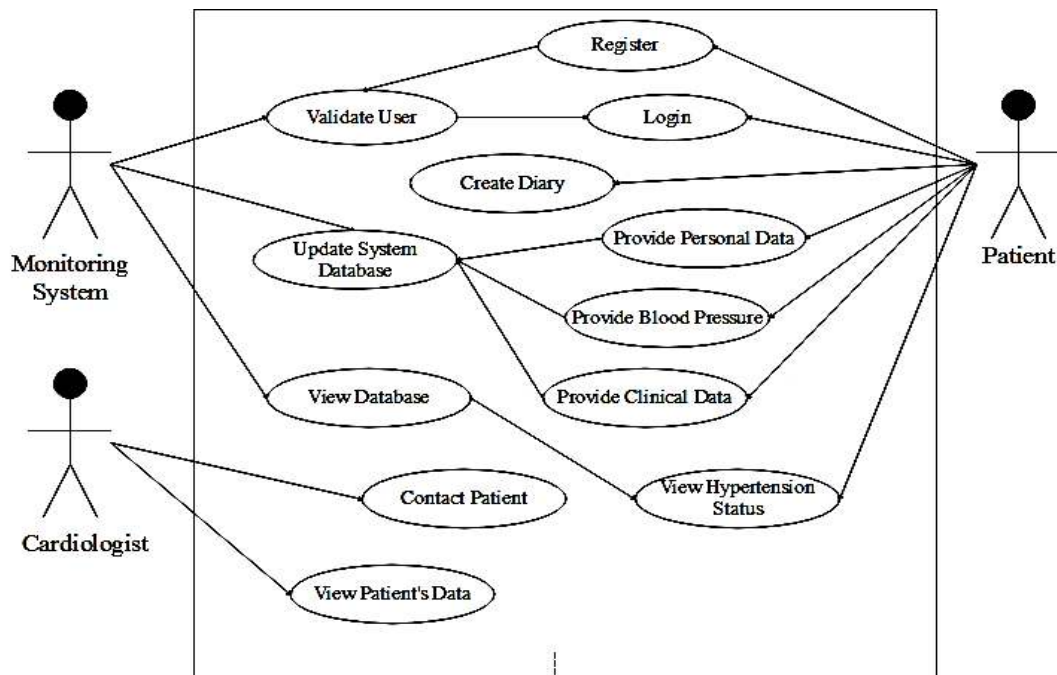 Register
Validate User
Login
Create Diary
Monitoring
System
Update System
Database
Provide Personal Data
Patient
Provide Blood Pressure
View Database
Provide Clinical Data
Cardiologist
Contact Patient
View Hypertension
Status
View Patient's Data